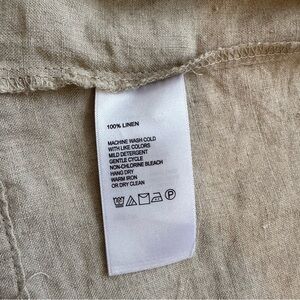 100% LINEN
MACHINE WASH COLD
WITH LIKE COLORS
MILD DETERGENT
GENTLE CYCLE
NON-CHLORINE BLEACH
HANG DRY
WARM IRON
OR DRY CLEAN
P